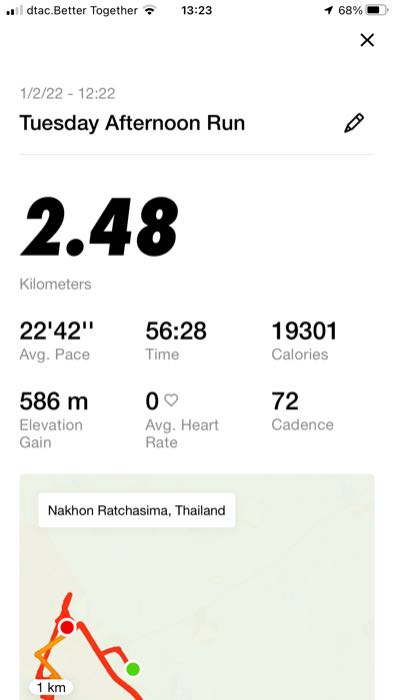 dtac.Better Together 13:23 68%
1/2/22 - 12:22
Tuesday Afternoon Run
2.48
Kilometers
22'42" 56:28 19301
Avg. Pace Time Calories
586 m 0 72
Elevation Gain Avg. Heart Rate Cadence
Nakhon Ratchasima, Thailand
1 km